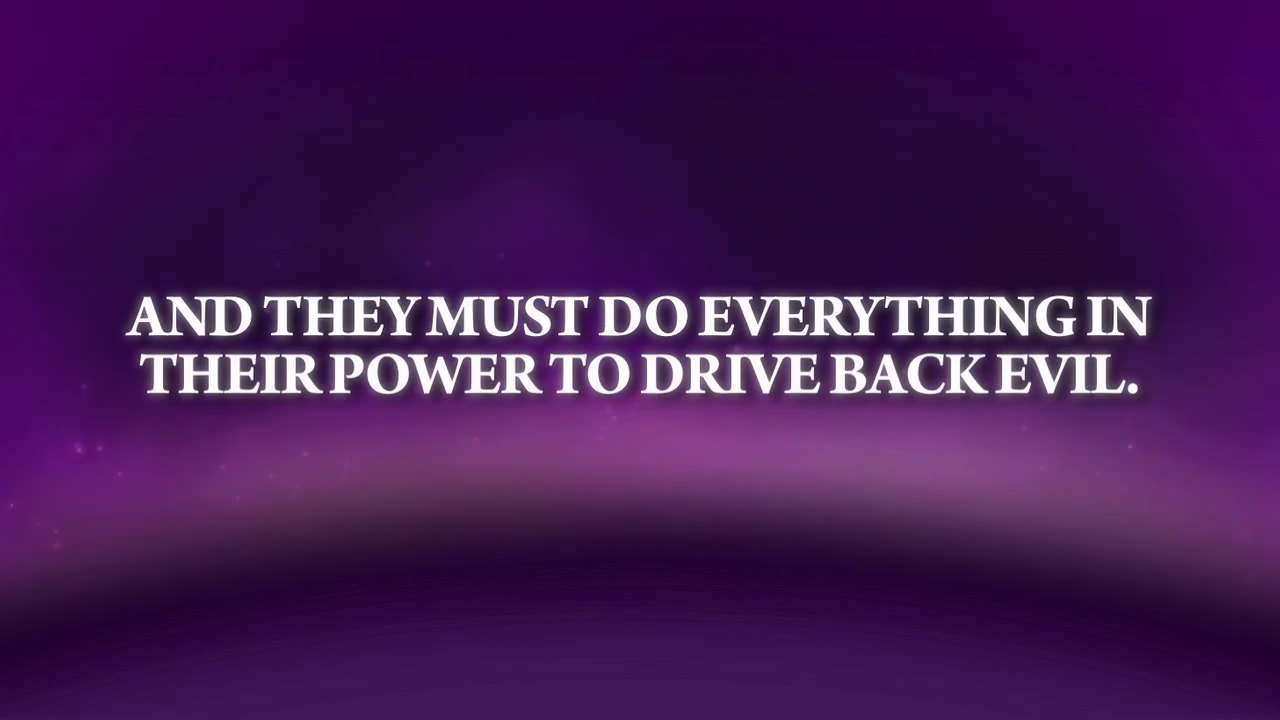 AND THEY MUST DO EVERYTHING IN
THEIR POWER TO DRIVE BACK EVIL.